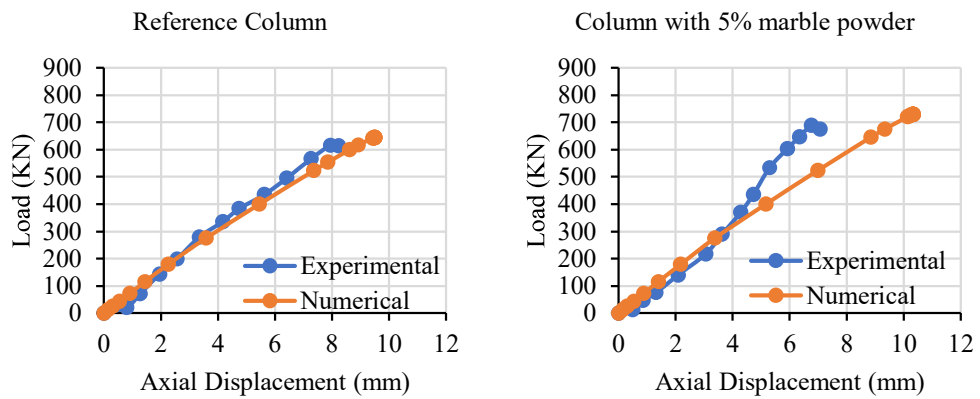 Reference Column
900
800
700
600
500
400
300
200
100
0
Load (KN)
Experimental
Numerical
0 2 4 6 8 10 12
Axial Displacement (mm)
Column with 5% marble powder
900
800
700
600
500
400
300
200
100
0
Load (KN)
Experimental
Numerical
0 2 4 6 8 10 12
Axial Displacement (mm)